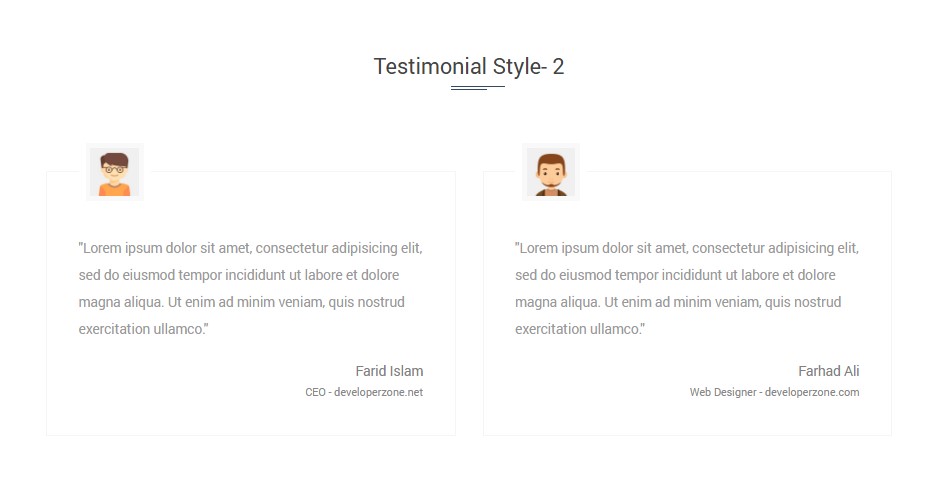 Testimonial Style- 2
"Lorem ipsum dolor sit amet, consectetur adipisicing elit,
sed do eiusmod tempor incididunt ut labore et dolore
magna aliqua. Ut enim ad minim veniam, quis nostrud
exercitation ullamco."
Farid Islam
CEO - developerzone.net
"Lorem ipsum dolor sit amet, consectetur adipisicing elit,
sed do eiusmod tempor incididunt ut labore et dolore
magna aliqua. Ut enim ad minim veniam, quis nostrud
exercitation ullamco."
Farhad Ali
Web Designer - developerzone.com